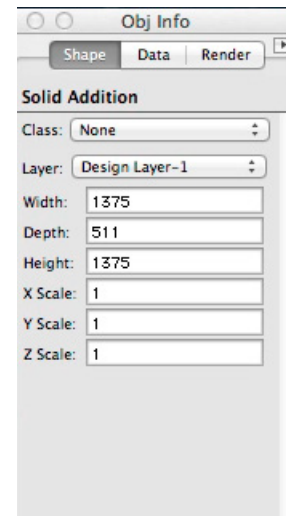 Obj Info
Shape Data Render
Solid Addition
Class: None
Layer: Design Layer-1
Width: 1375
Depth: 511
Height: 1375
X Scale: 1
Y Scale: 1
Z Scale: 1